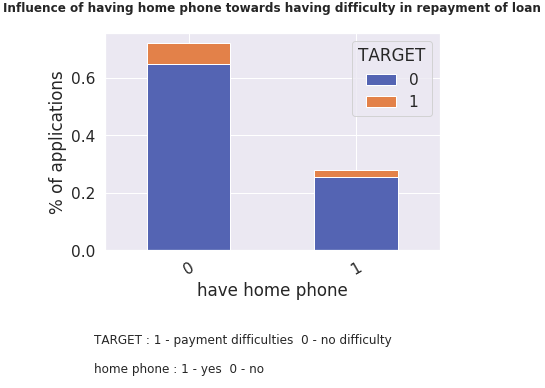 Influence of having home phone towards having difficulty in repayment of loan
TARGET
0
1
0.6
0.4
0.2
0.0
% of applications
0
1
have home phone
TARGET : 1 - payment difficulties  0 - no difficulty
home phone : 1 - yes  0 - no